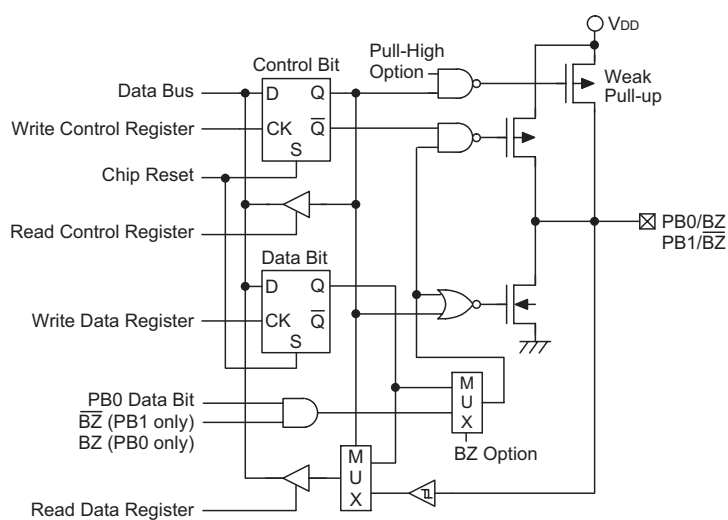 VDD
Control Bit
Pull-High
Option
Weak
Pull-up
Data Bus
D
Q
Write Control Register
CK
Q̅
S
Chip Reset
Read Control Register
PB0/BZ
PB1/B̅Z̅
Data Bit
D
Q
Write Data Register
CK
Q̅
S
PB0 Data Bit
B̅Z̅ (PB1 only)
BZ (PB0 only)
M
U
X
BZ Option
M
U
X
Read Data Register